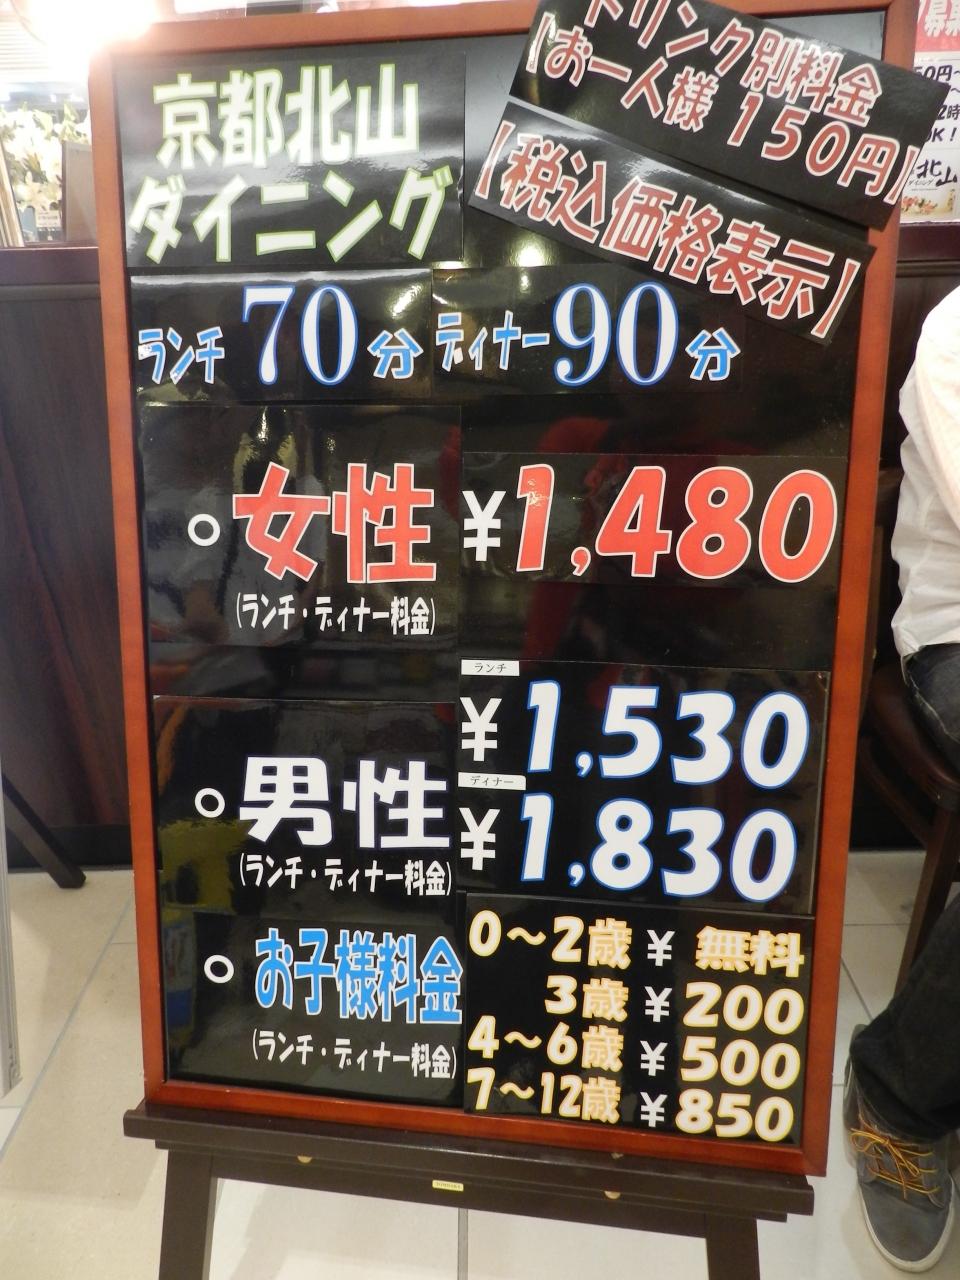 京都北山
ダイニング
ドリンク別料金
【お一人様 150円】
【税込価格表示】
ランチ 70分
ディナー 90分
女性 ¥1,480
(ランチ・ディナー料金)
ランチ
¥1,530
男性
ディナー
¥1,830
(ランチ・ディナー料金)
お子様料金
(ランチ・ディナー料金)
0～2歳 ¥ 無料
3歳 ¥ 200
4～6歳 ¥ 500
7～12歳 ¥ 850